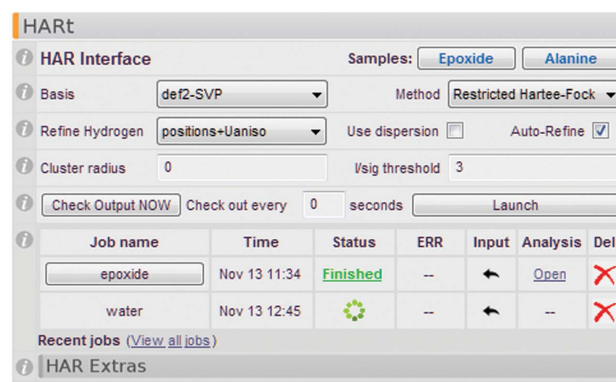 HARt
HAR Interface Samples: Epoxide Alanine
Basis def2-SVP Method Restricted Hartee-Fock
Refine Hydrogen positions+Uaniso Use dispersion Auto-Refine
Cluster radius 0 I/sig threshold 3
Check Output NOW Check out every 0 seconds Launch
Job name Time Status ERR Input Analysis Del
epoxide Nov 13 11:34 Finished -- Open
water Nov 13 12:45 -- --
Recent jobs (View all jobs)
HAR Extras